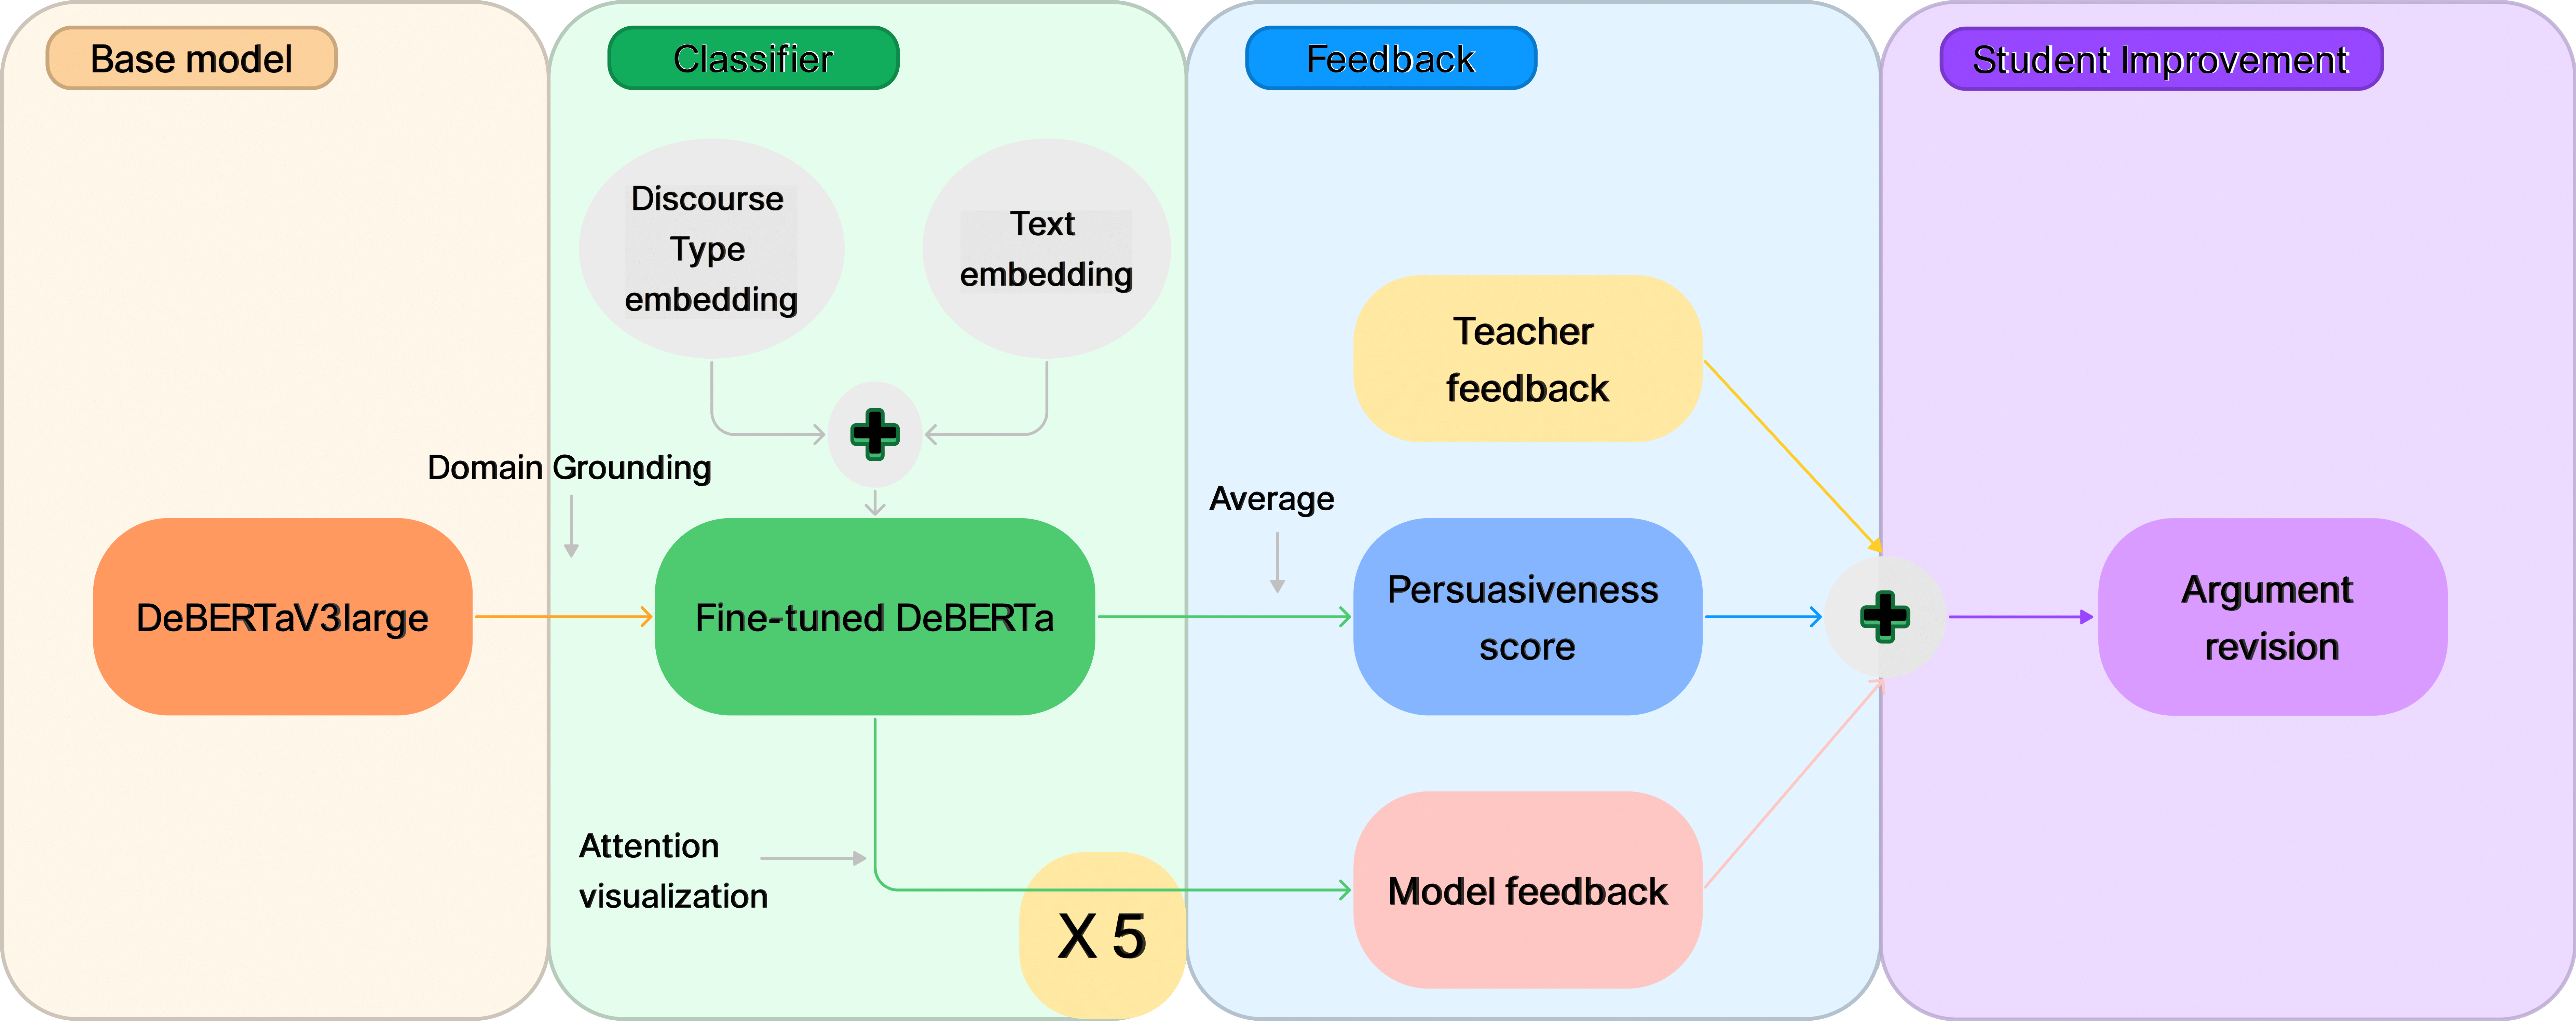 Base model
Classifier
Feedback
Student Improvement
Discourse
Type
embedding
Text
embedding
Domain Grounding
DeBERTaV3large
Fine-tuned DeBERTa
Attention
visualization
X 5
Average
Teacher
feedback
Persuasiveness
score
Model feedback
Argument
revision